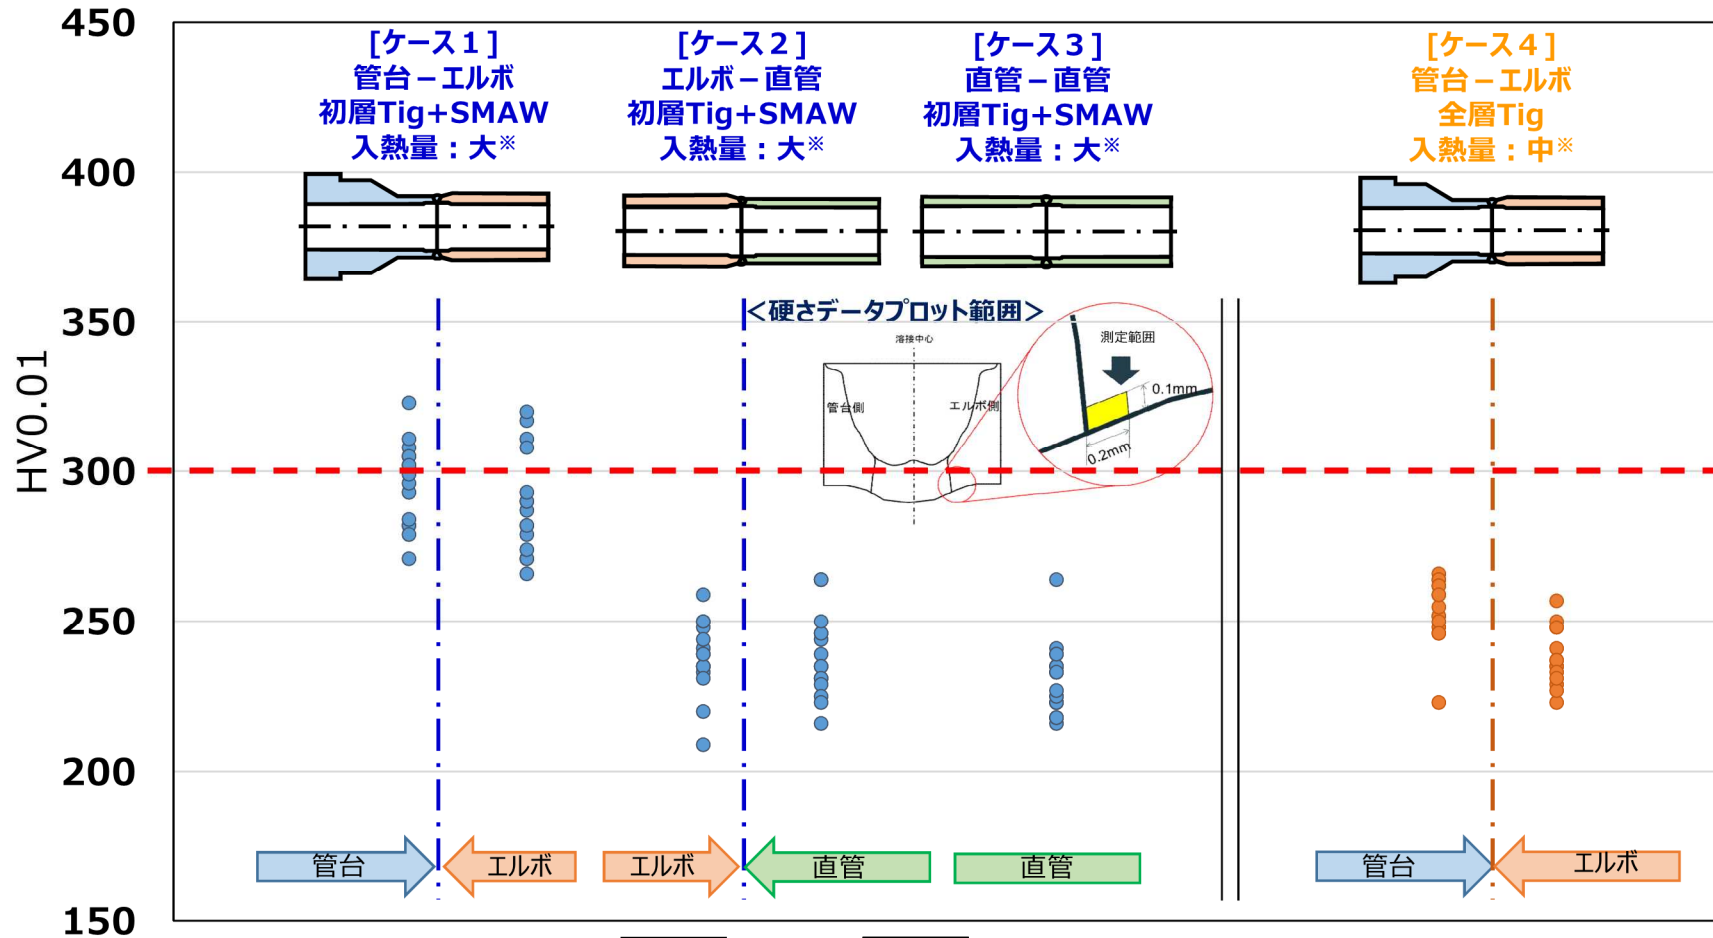 450
[ケース１]
管台－エルボ
初層Tig+SMAW
入熱量：大※
[ケース２]
エルボ－直管
初層Tig+SMAW
入熱量：大※
[ケース３]
直管－直管
初層Tig+SMAW
入熱量：大※
[ケース４]
管台－エルボ
全層Tig
入熱量：中※
400
350
＜硬さデータプロット範囲＞
溶接中心
測定範囲
0.1mm
管台側
エルボ側
0.2mm
HV0.01
300
250
200
管台
エルボ
エルボ
直管
直管
管台
エルボ
150